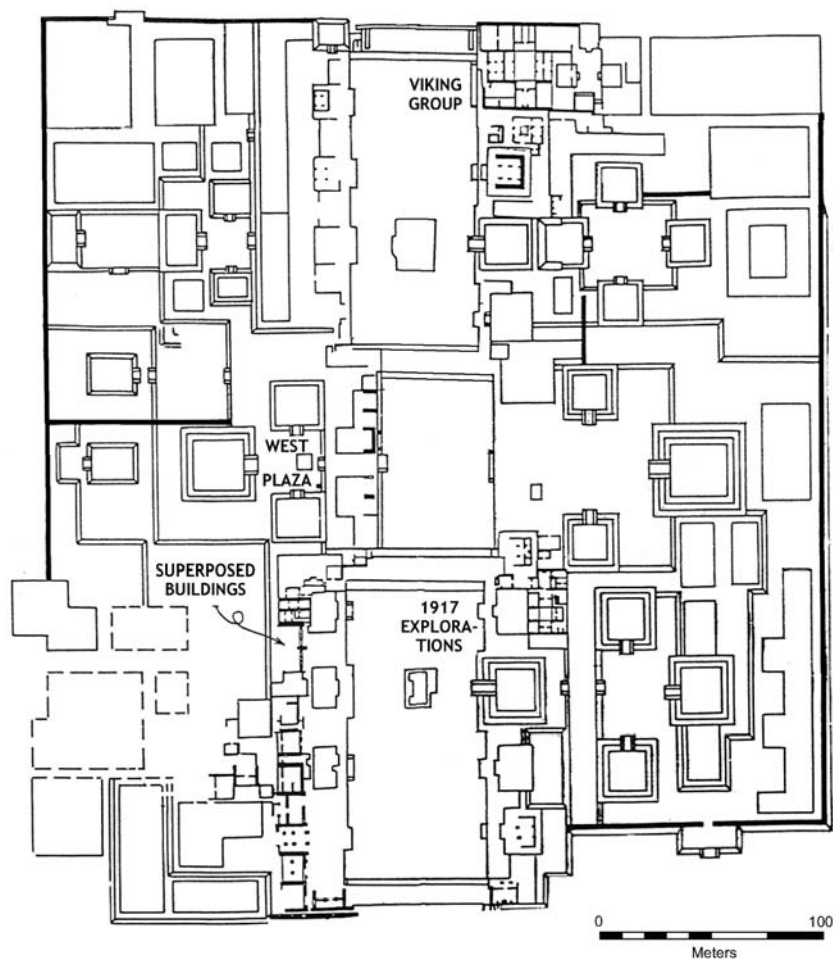 VIKING
GROUP
WEST
PLAZA
SUPERPOSED
BUILDINGS
1917
EXPLORA-
TIONS
0 100
Meters